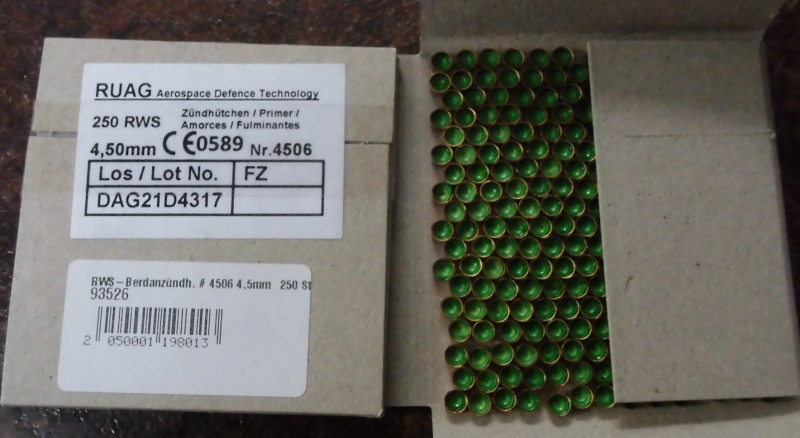 RUAG Aerospace Defence Technology
250 RWS Zündhütchen / Primer /
Amorces / Fulminantes
4,50mm CE0589 Nr.4506
Los / Lot No. FZ
DAG21D4317
RWS-Berdanzündh. # 4506 4,5mm 250 St
93526
2 050001 198013